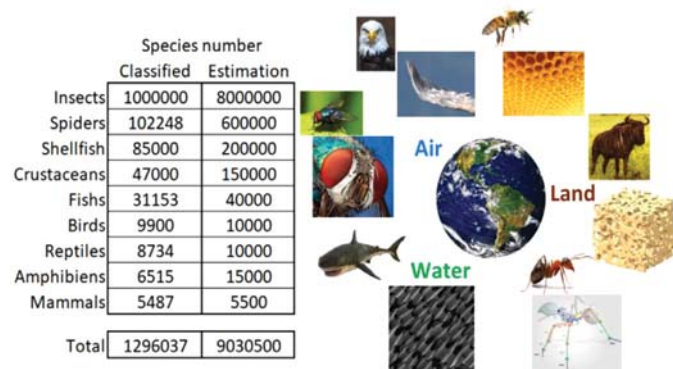 Species number
Classified Estimation
Insects 1000000 8000000
Spiders 102248 600000
Shellfish 85000 200000
Crustaceans 47000 150000
Fishs 31153 40000
Birds 9900 10000
Reptiles 8734 10000
Amphibiens 6515 15000
Mammals 5487 5500
Total 1296037 9030500
Air
Land
Water